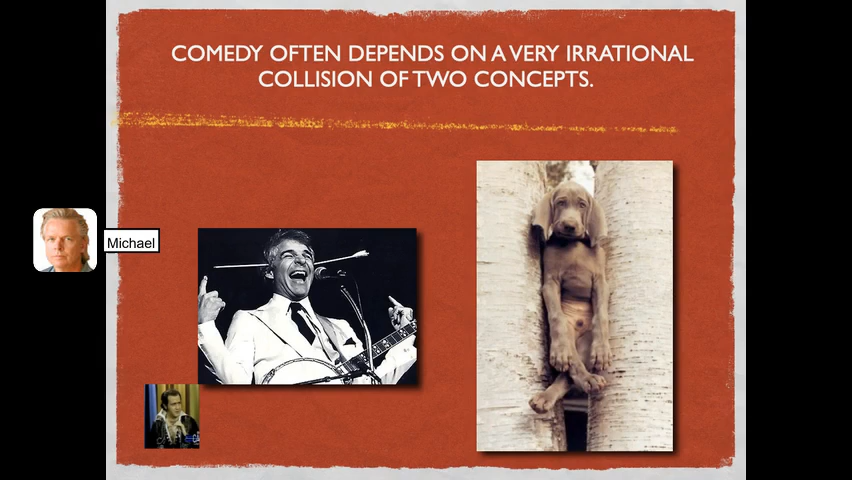 COMEDY OFTEN DEPENDS ON A VERY IRRATIONAL
COLLISION OF TWO CONCEPTS.
Michael